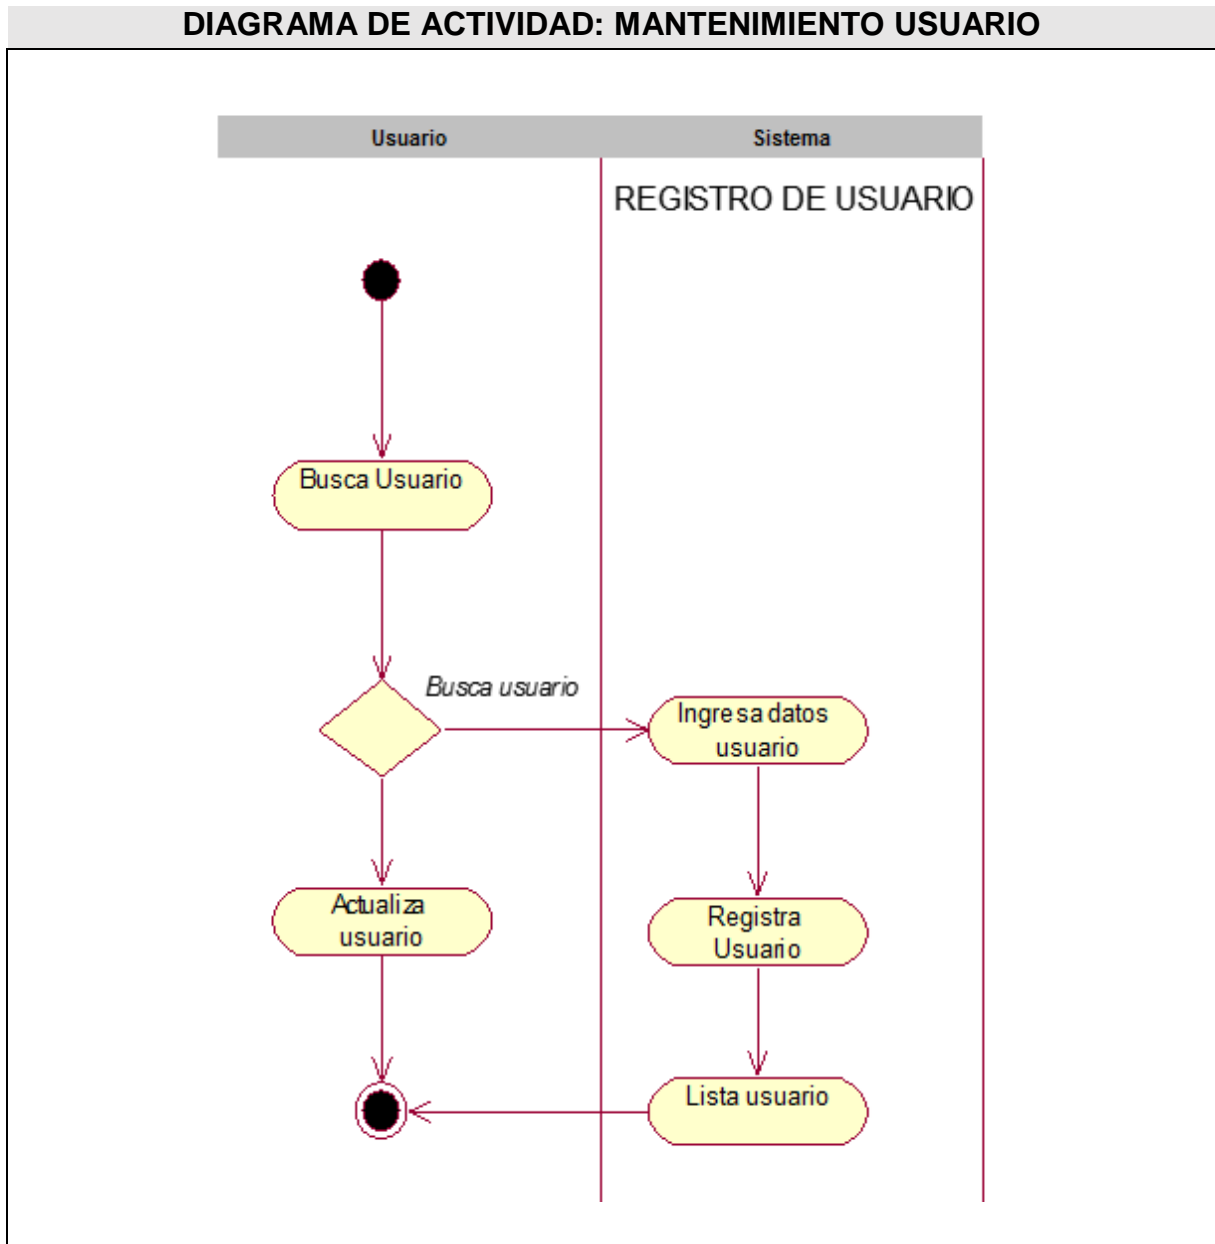 DIAGRAMA DE ACTIVIDAD: MANTENIMIENTO USUARIO
Usuario
Sistema
REGISTRO DE USUARIO
Busca Usuario
Busca usuario
Ingresa datos
usuario
Actualiza
usuario
Registra
Usuario
Lista usuario